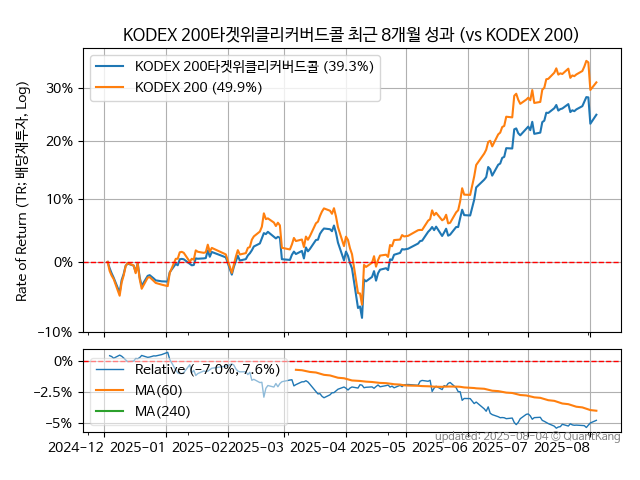 KODEX 200타겟위클리커버드콜 최근 8개월 성과 (vs KODEX 200)
Rate of Return (TR: 배당재투자, Log)
KODEX 200타겟위클리커버드콜 (39.3%)
KODEX 200 (49.9%)
30%
20%
10%
0%
−10%
0%
−2.5%
−5%
Relative (−7.0%, 7.6%)
MA(60)
MA(240)
2024−12
2025−01
2025−02
2025−03
2025−04
2025−05
2025−06
2025−07
2025−08
updated: 2025−08−04 © QuantKang